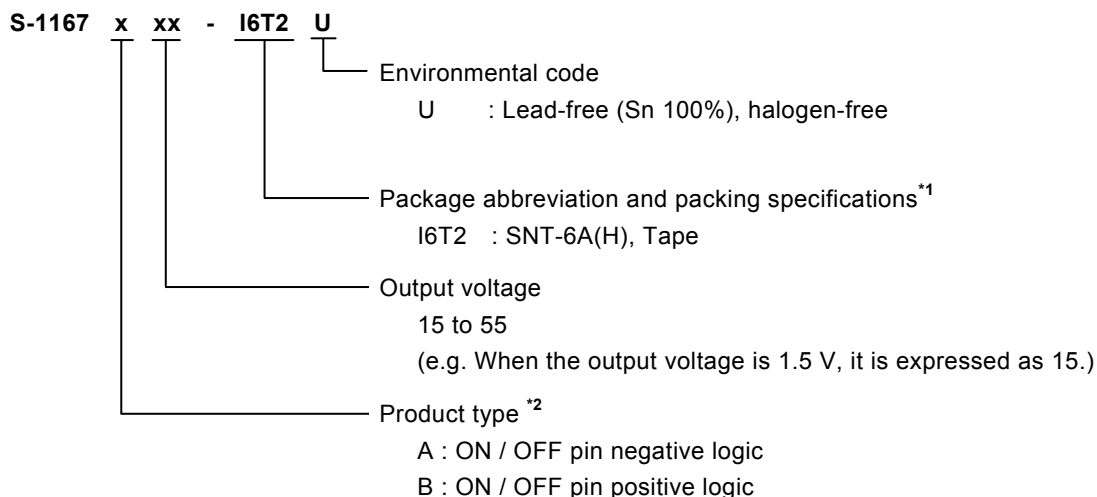 S-1167 x xx - I6T2 U
Environmental code
U : Lead-free (Sn 100%), halogen-free
Package abbreviation and packing specifications*1
I6T2 : SNT-6A(H), Tape
Output voltage
15 to 55
(e.g. When the output voltage is 1.5 V, it is expressed as 15.)
Product type *2
A : ON / OFF pin negative logic
B : ON / OFF pin positive logic